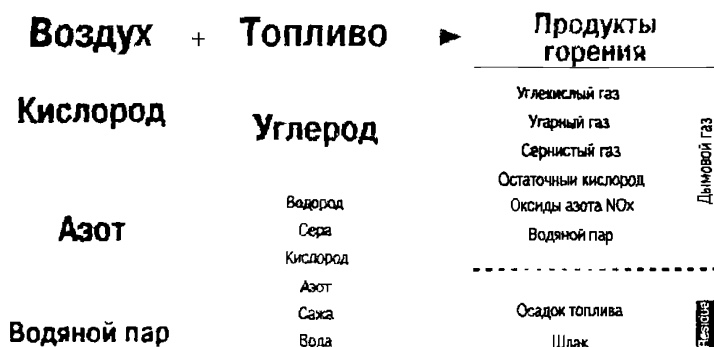 Воздух + Топливо ► Продукты
горения
Кислород
Азот
Водяной пар
Углерод
Водород
Сера
Кислород
Азот
Сажа
Вода
Углекислый газ
Угарный газ
Сернистый газ
Остаточный кислород
Оксиды азота NOx
Водяной пар
Дымовой газ
Осадок топлива
Шлак
Residue